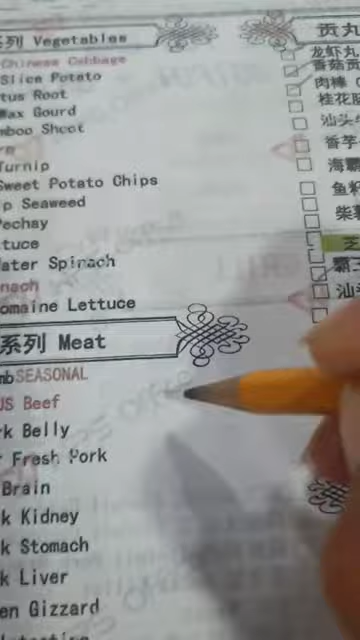 系列 Vegetables
Chinese Cabbage
Slice Potato
tus Root
Wax Gourd
mboo Shoot
rn
Turnip
Sweet Potato Chips
p Seaweed
Pechay
tuce
ater Spinach
nach
omaine Lettuce
系列 Meat
mb SEASONAL
US Beef
rk Belly
r Fresh Pork
Brain
k Kidney
k Stomach
k Liver
en Gizzard
贡丸
龙虾丸
香菇贡
肉棒
桂花肠
汕头
香芋
海霸
鱼籽
柴
霸王
汕头